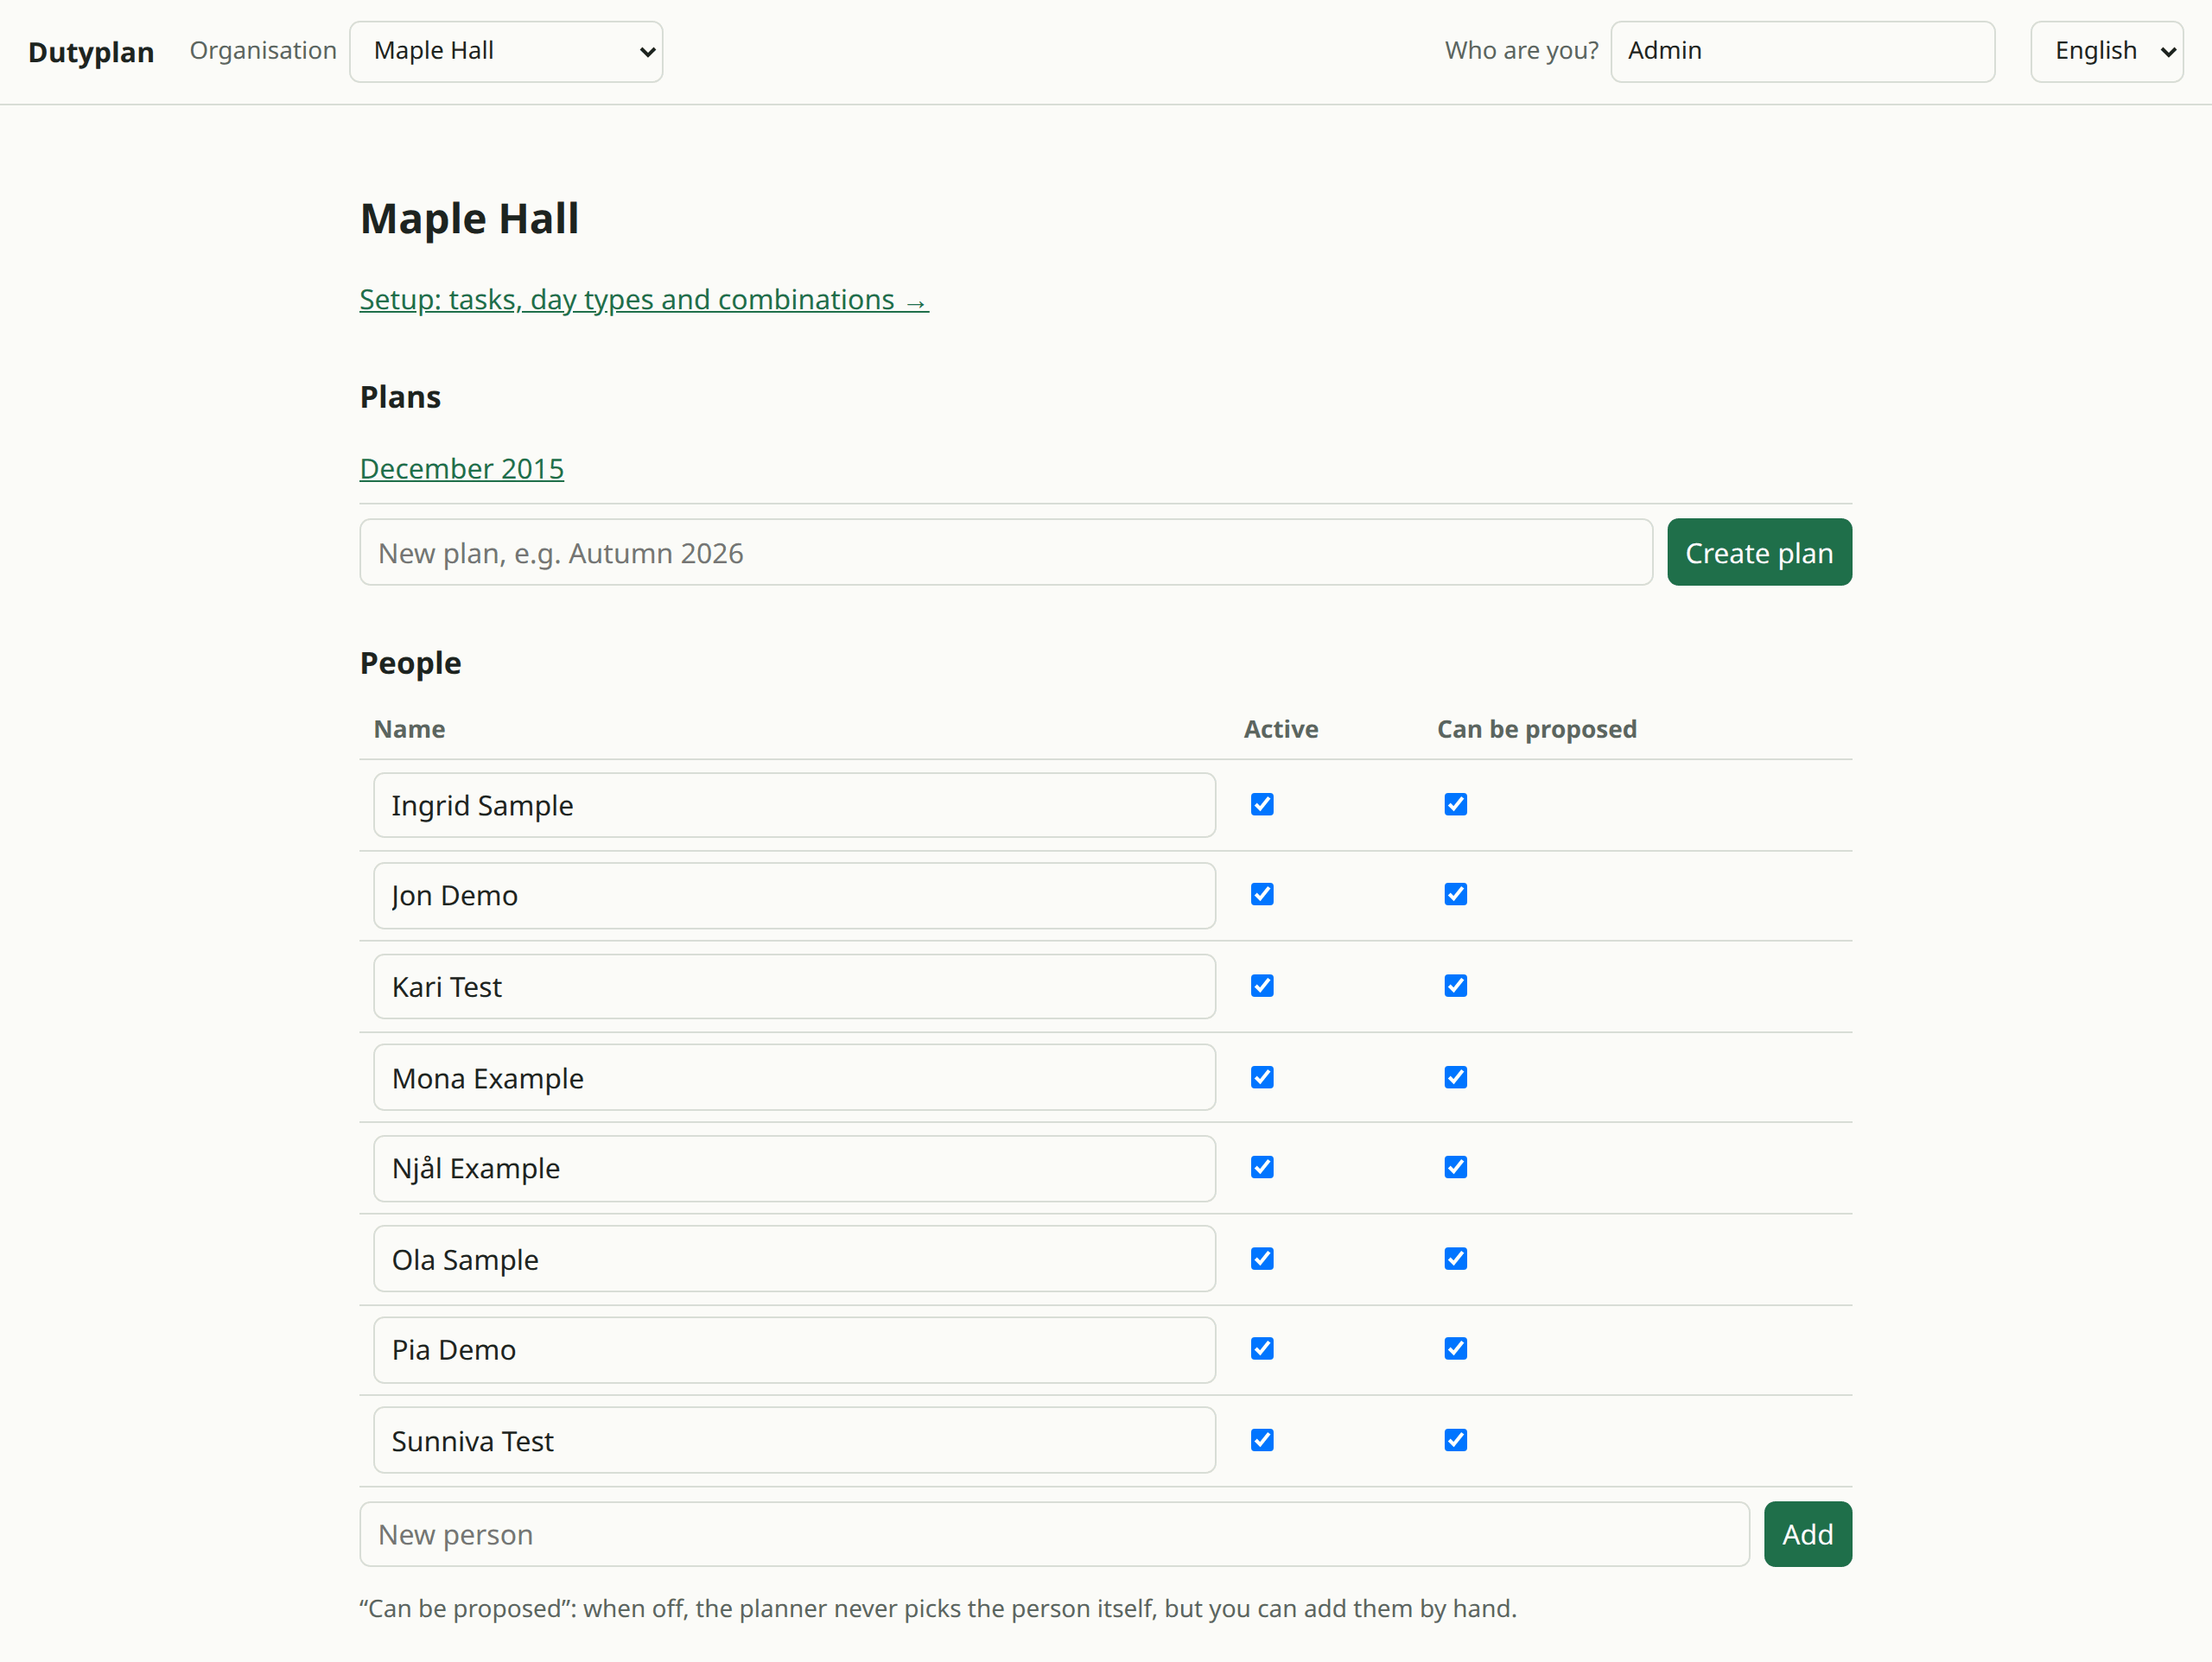 Dutyplan Organisation Maple Hall Who are you? Admin English
Maple Hall
Setup: tasks, day types and combinations →
Plans
December 2015
New plan, e.g. Autumn 2026 Create plan
People
Name Active Can be proposed
Ingrid Sample
Jon Demo
Kari Test
Mona Example
Njål Example
Ola Sample
Pia Demo
Sunniva Test
New person Add
“Can be proposed”: when off, the planner never picks the person itself, but you can add them by hand.